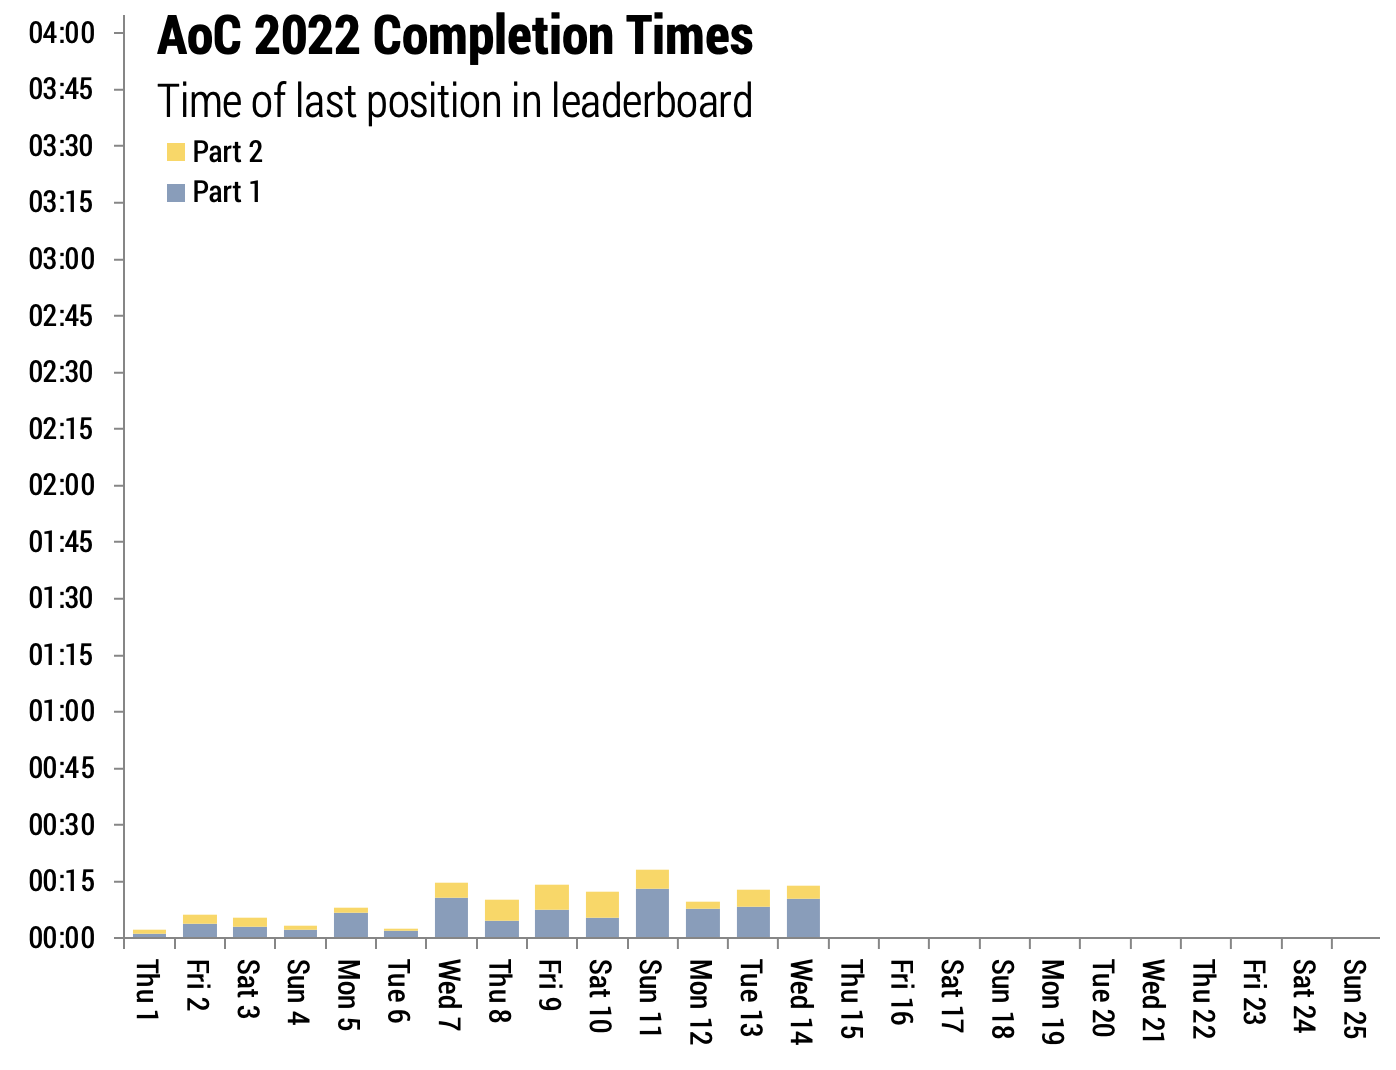 AoC 2022 Completion Times
Time of last position in leaderboard
Part 2
Part 1
04:00
03:45
03:30
03:15
03:00
02:45
02:30
02:15
02:00
01:45
01:30
01:15
01:00
00:45
00:30
00:15
00:00
Thu 1
Fri 2
Sat 3
Sun 4
Mon 5
Tue 6
Wed 7
Thu 8
Fri 9
Sat 10
Sun 11
Mon 12
Tue 13
Wed 14
Thu 15
Fri 16
Sat 17
Sun 18
Mon 19
Tue 20
Wed 21
Thu 22
Fri 23
Sat 24
Sun 25